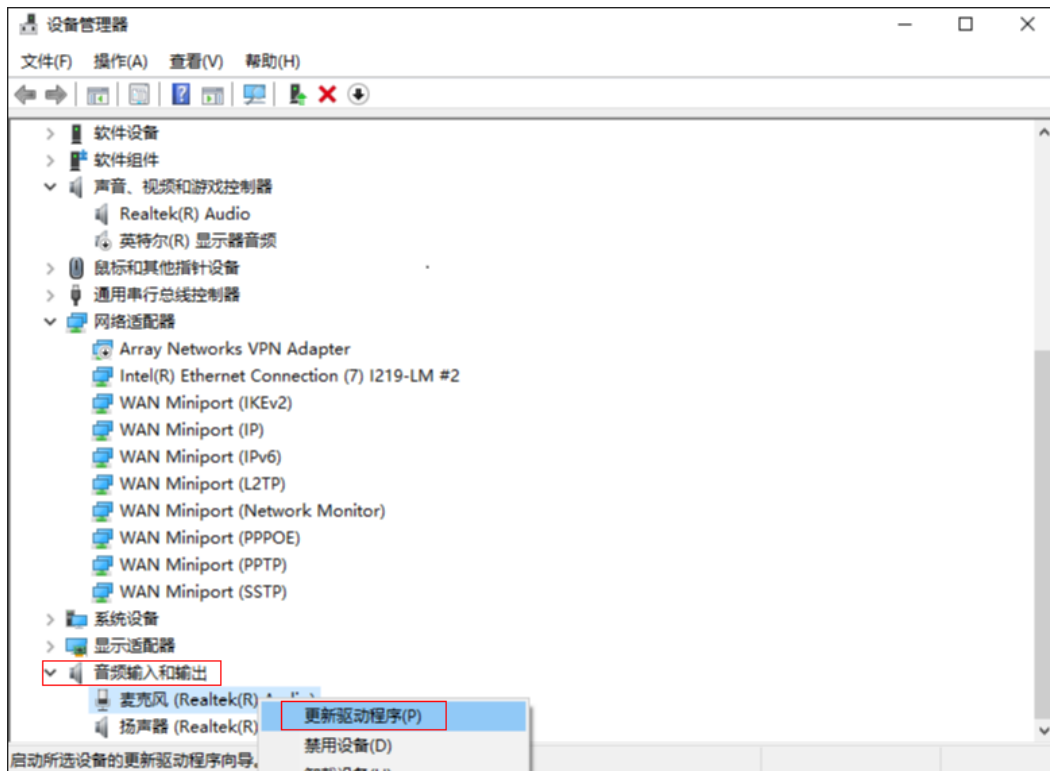 设备管理器
文件(F) 操作(A) 查看(V) 帮助(H)
软件设备
软件组件
声音、视频和游戏控制器
Realtek(R) Audio
英特尔(R) 显示器音频
鼠标和其他指针设备
通用串行总线控制器
网络适配器
Array Networks VPN Adapter
Intel(R) Ethernet Connection (7) I219-LM #2
WAN Miniport (IKEv2)
WAN Miniport (IP)
WAN Miniport (IPv6)
WAN Miniport (L2TP)
WAN Miniport (Network Monitor)
WAN Miniport (PPPOE)
WAN Miniport (PPTP)
WAN Miniport (SSTP)
系统设备
显示适配器
音频输入和输出
麦克风 (Realtek(R)
更新驱动程序(P)
扬声器 (Realtek(R)
禁用设备(D)
启动所选设备的更新驱动程序向导。